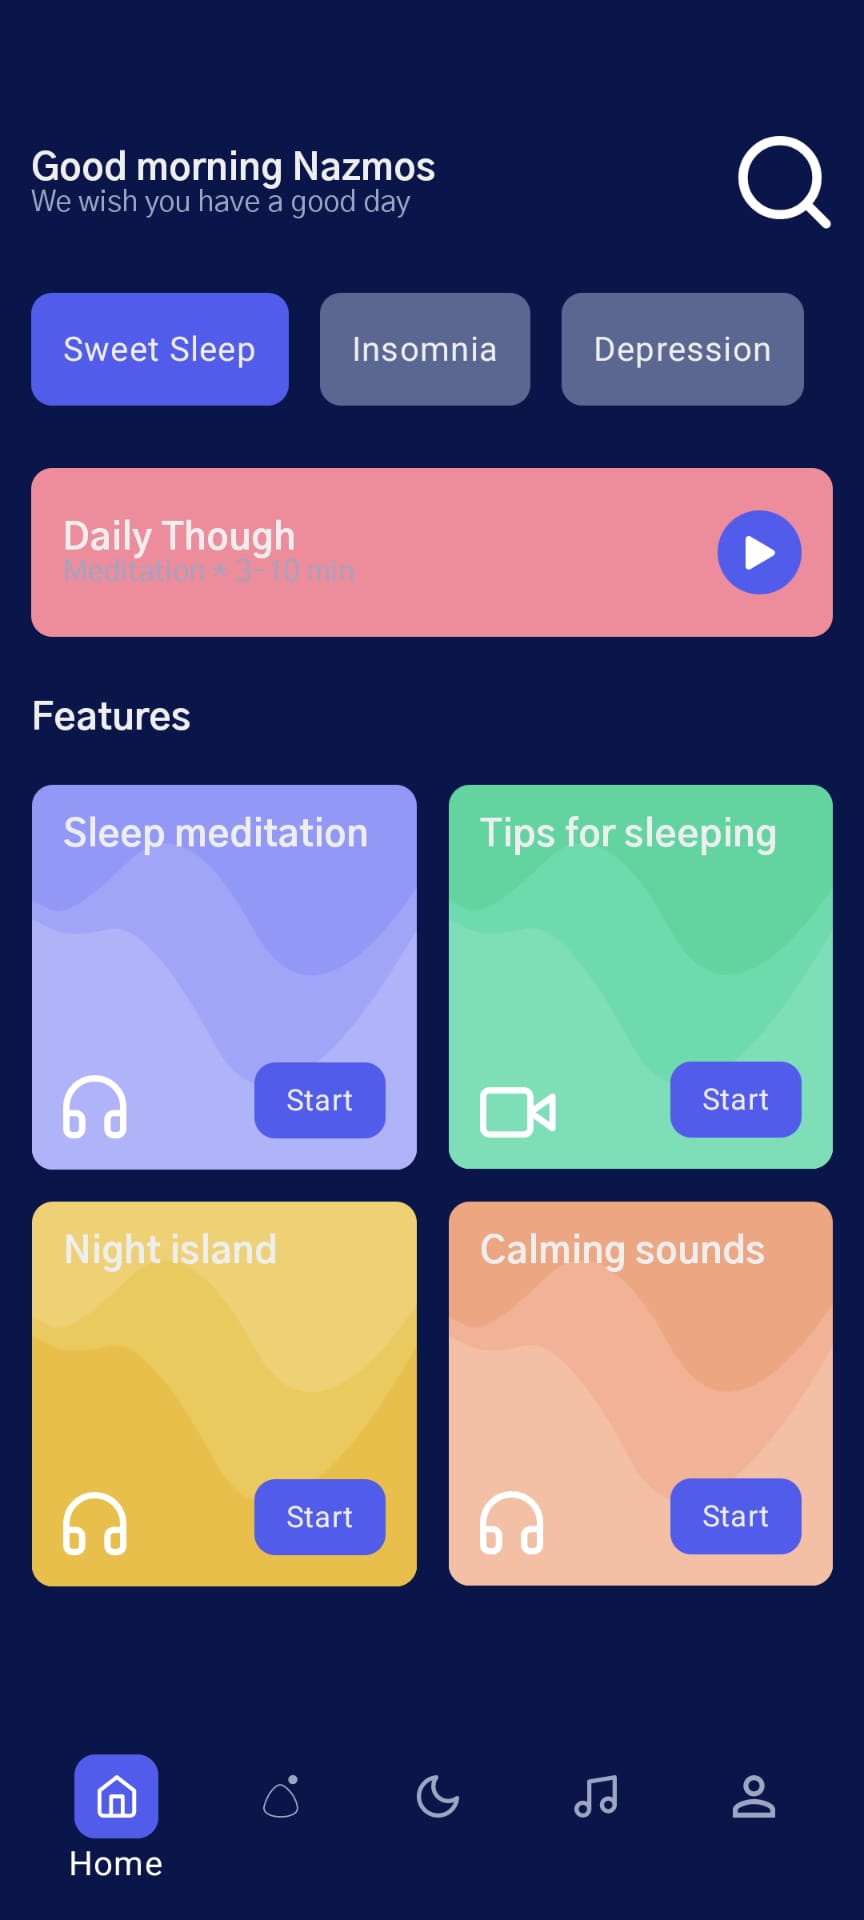 Good morning Nazmos
We wish you have a good day
Sweet Sleep
Insomnia
Depression
Daily Though
Meditation * 3-10 min
Features
Sleep meditation
Start
Tips for sleeping
Start
Night island
Start
Calming sounds
Start
Home